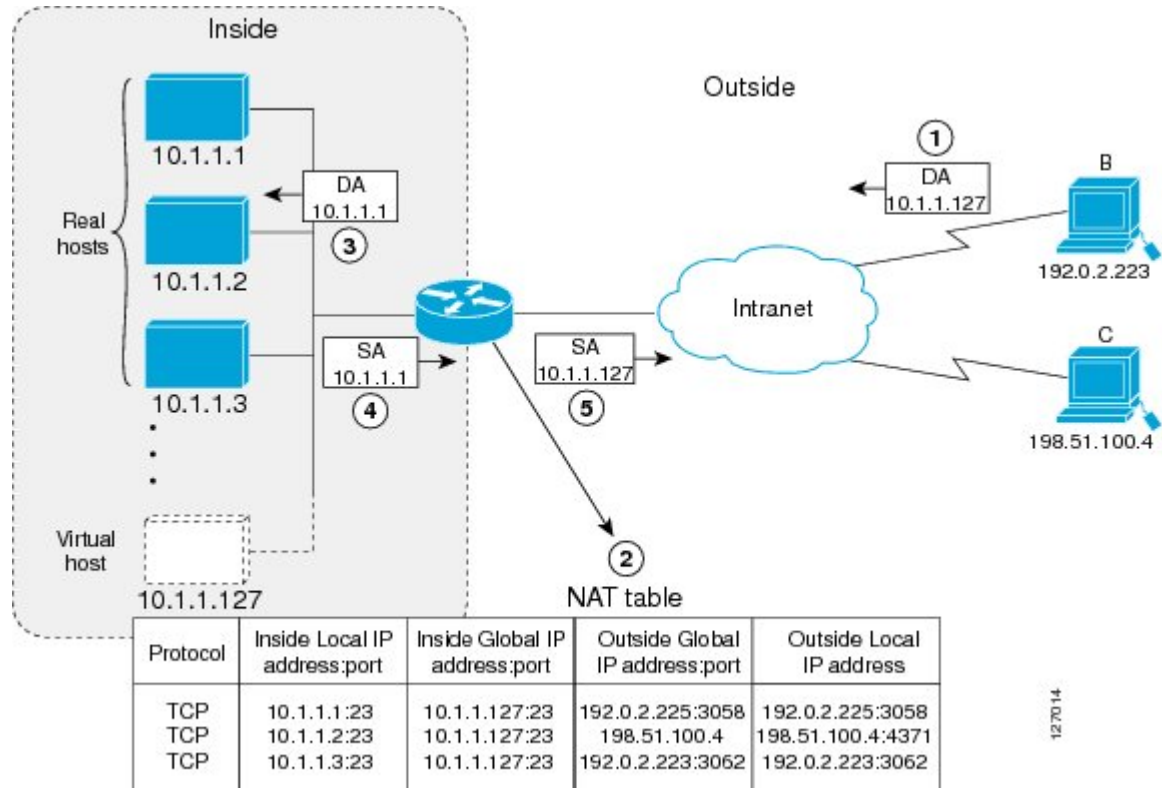 Inside
Outside
10.1.1.1
DA
10.1.1.1
3
1
DA
10.1.1.127
B
192.0.2.223
Real
hosts
10.1.1.2
Intranet
SA
10.1.1.1
4
SA
10.1.1.127
5
C
198.51.100.4
10.1.1.3
Virtual
host
10.1.1.127
2
NAT table
Protocol
Inside Local IP
address:port
Inside Global IP
address:port
Outside Global
IP address:port
Outside Local
IP address
TCP 10.1.1.1:23 10.1.1.127:23 192.0.2.225:3058 192.0.2.225:3058
TCP 10.1.1.2:23 10.1.1.127:23 198.51.100.4 198.51.100.4:4371
TCP 10.1.1.3:23 10.1.1.127:23 192.0.2.223:3062 192.0.2.223:3062
127014